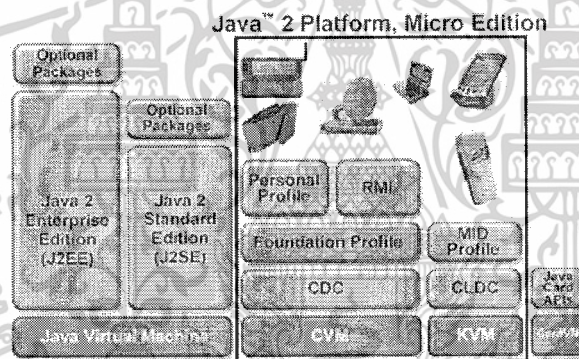 Java™ 2 Platform, Micro Edition
Optional
Packages
Optional
Packages
Java 2
Enterprise
Edition
(J2EE)
Java 2
Standard
Edition
(J2SE)
Personal
Profile
RMI
Foundation Profile
MID
Profile
CDC
CLDC
Java
Card
APIs
Java Virtual Machine
CVM
KVM
CardVM